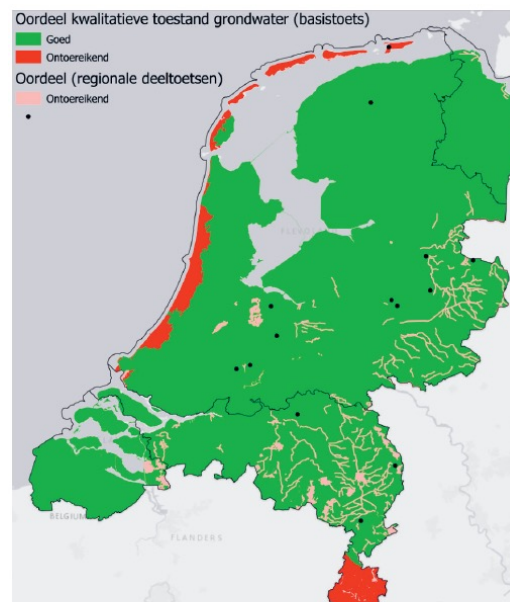 Oordeel kwalitatieve toestand grondwater (basistoets)
Goed
Ontoereikend
Oordeel (regionale deeltoetsen)
Ontoereikend
BELGIUM
FLANDERS